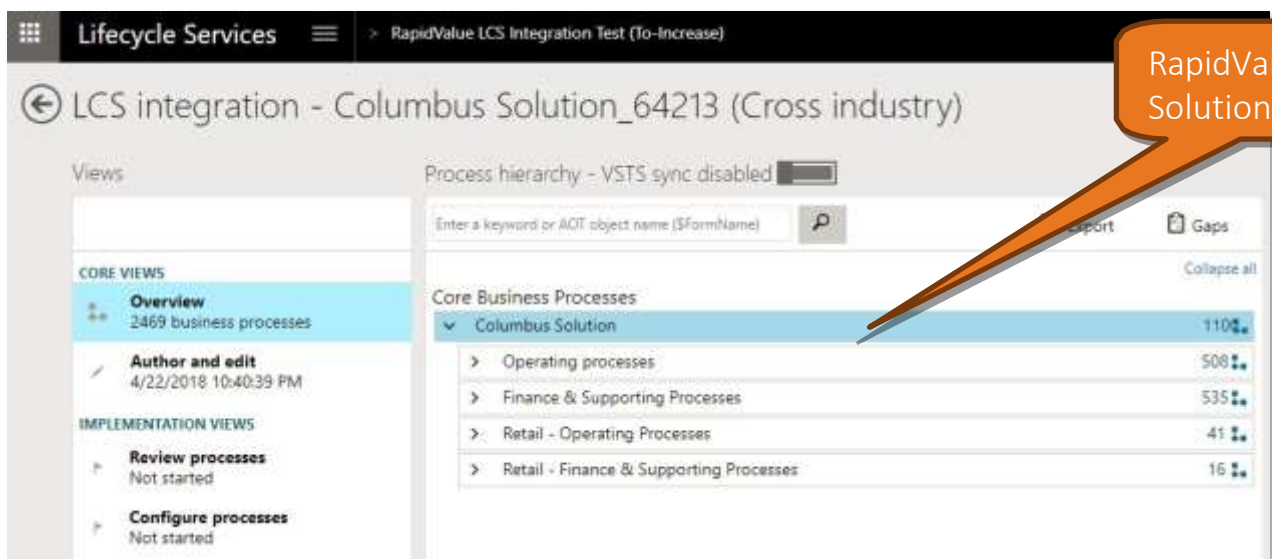 Lifecycle Services
> RapidValue LCS Integration Test (To-Increase)
RapidVal
Solution
LCS integration - Columbus Solution_64213 (Cross industry)
Views
Process hierarchy - VSTS sync disabled
Enter a keyword or AOT object name ($FormName)
Gaps
Collapse all
CORE VIEWS
Overview
2469 business processes
Author and edit
4/22/2018 10:40:39 PM
IMPLEMENTATION VIEWS
Review processes
Not started
Configure processes
Not started
Core Business Processes
Columbus Solution
Operating processes 508
Finance & Supporting Processes 535
Retail - Operating Processes 41
Retail - Finance & Supporting Processes 16